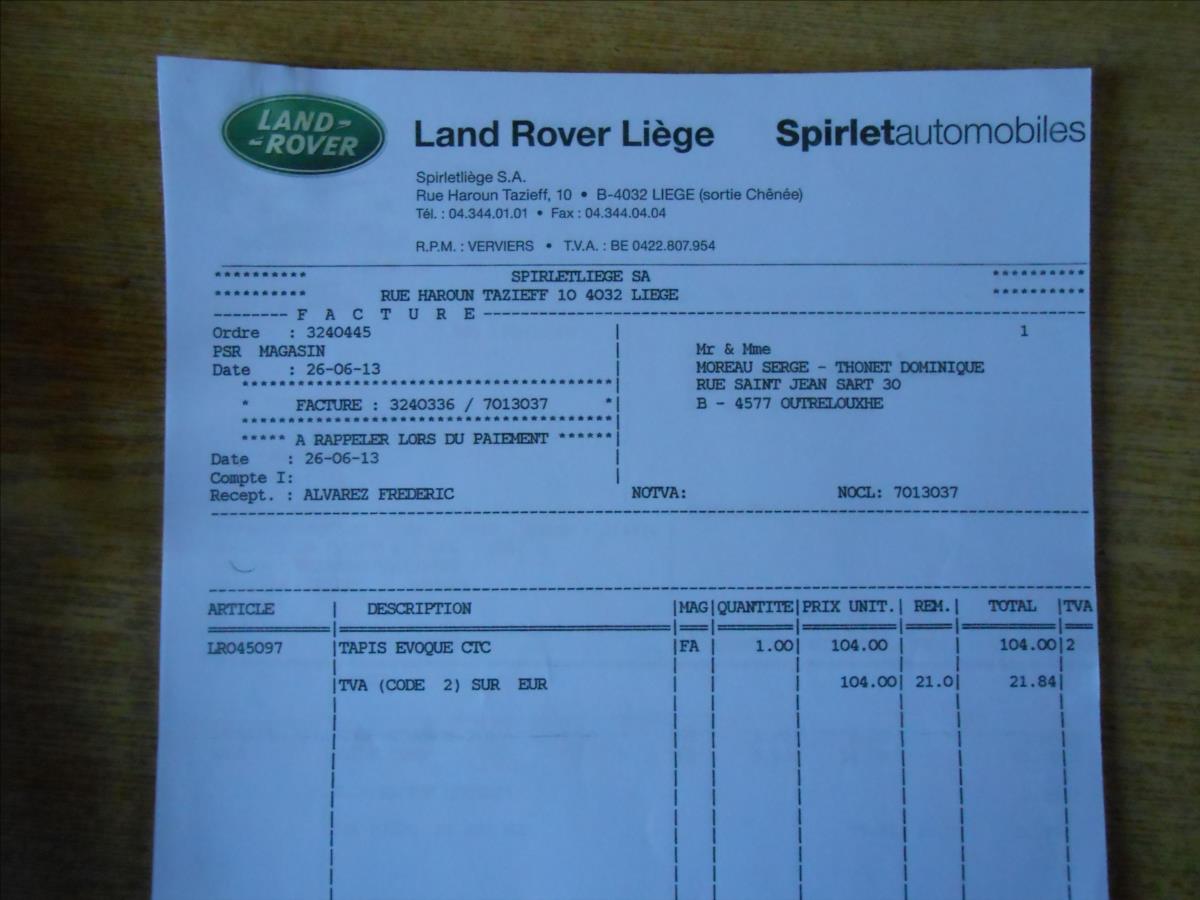 LAND-
-ROVER
Land Rover Liège Spirletautomobiles
Spirletliège S.A.
Rue Haroun Tazieff, 10 • B-4032 LIEGE (sortie Chênée)
Tél. : 04.344.01.01 • Fax : 04.344.04.04
R.P.M. : VERVIERS • T.V.A. : BE 0422.807.954
********** SPIRLETLIEGE SA **********
********** RUE HAROUN TAZIEFF 10 4032 LIEGE **********
-------- F A C T U R E --------
Ordre : 3240445 1
PSR MAGASIN Mr & Mme
Date : 26-06-13 MOREAU SERGE - THONET DOMINIQUE
RUE SAINT JEAN SART 30
* FACTURE : 3240336 / 7013037 * B - 4577 OUTRELOUXHE
***** A RAPPELER LORS DU PAIEMENT ******
Date : 26-06-13
Compte I:
Recept. : ALVAREZ FREDERIC NOTVA: NOCL: 7013037
ARTICLE | DESCRIPTION |MAG|QUANTITE|PRIX UNIT.| REM.| TOTAL |TVA
LR045097 |TAPIS EVOQUE CTC |FA | 1.00| 104.00 | | 104.00|2
|TVA (CODE 2) SUR EUR | | | 104.00| 21.0| 21.84|